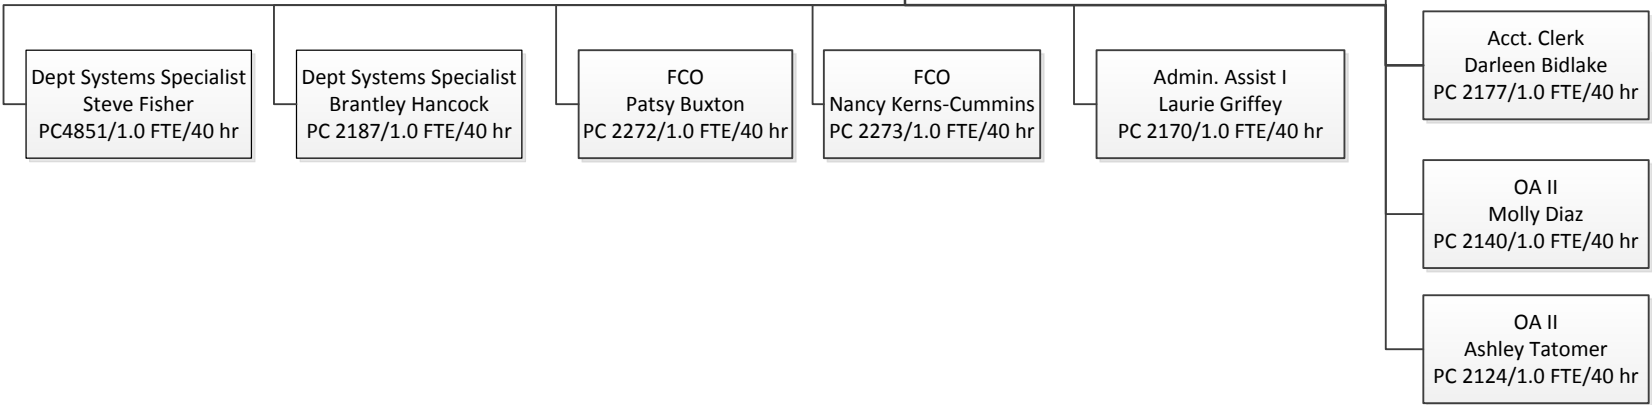 Dept Systems Specialist
Steve Fisher
PC4851/1.0 FTE/40 hr
Dept Systems Specialist
Brantley Hancock
PC 2187/1.0 FTE/40 hr
FCO
Patsy Buxton
PC 2272/1.0 FTE/40 hr
FCO
Nancy Kerns-Cummins
PC 2273/1.0 FTE/40 hr
Admin. Assist I
Laurie Griffey
PC 2170/1.0 FTE/40 hr
Acct. Clerk
Darleen Bidlake
PC 2177/1.0 FTE/40 hr
OA II
Molly Diaz
PC 2140/1.0 FTE/40 hr
OA II
Ashley Tatomer
PC 2124/1.0 FTE/40 hr